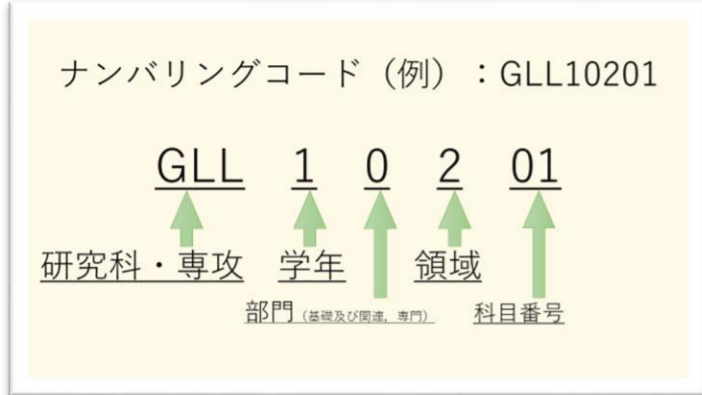 ナンバリングコード（例）：GLL10201
GLL 1 0 2 01
研究科・専攻 学年 領域
部門（基礎及び関連，専門） 科目番号